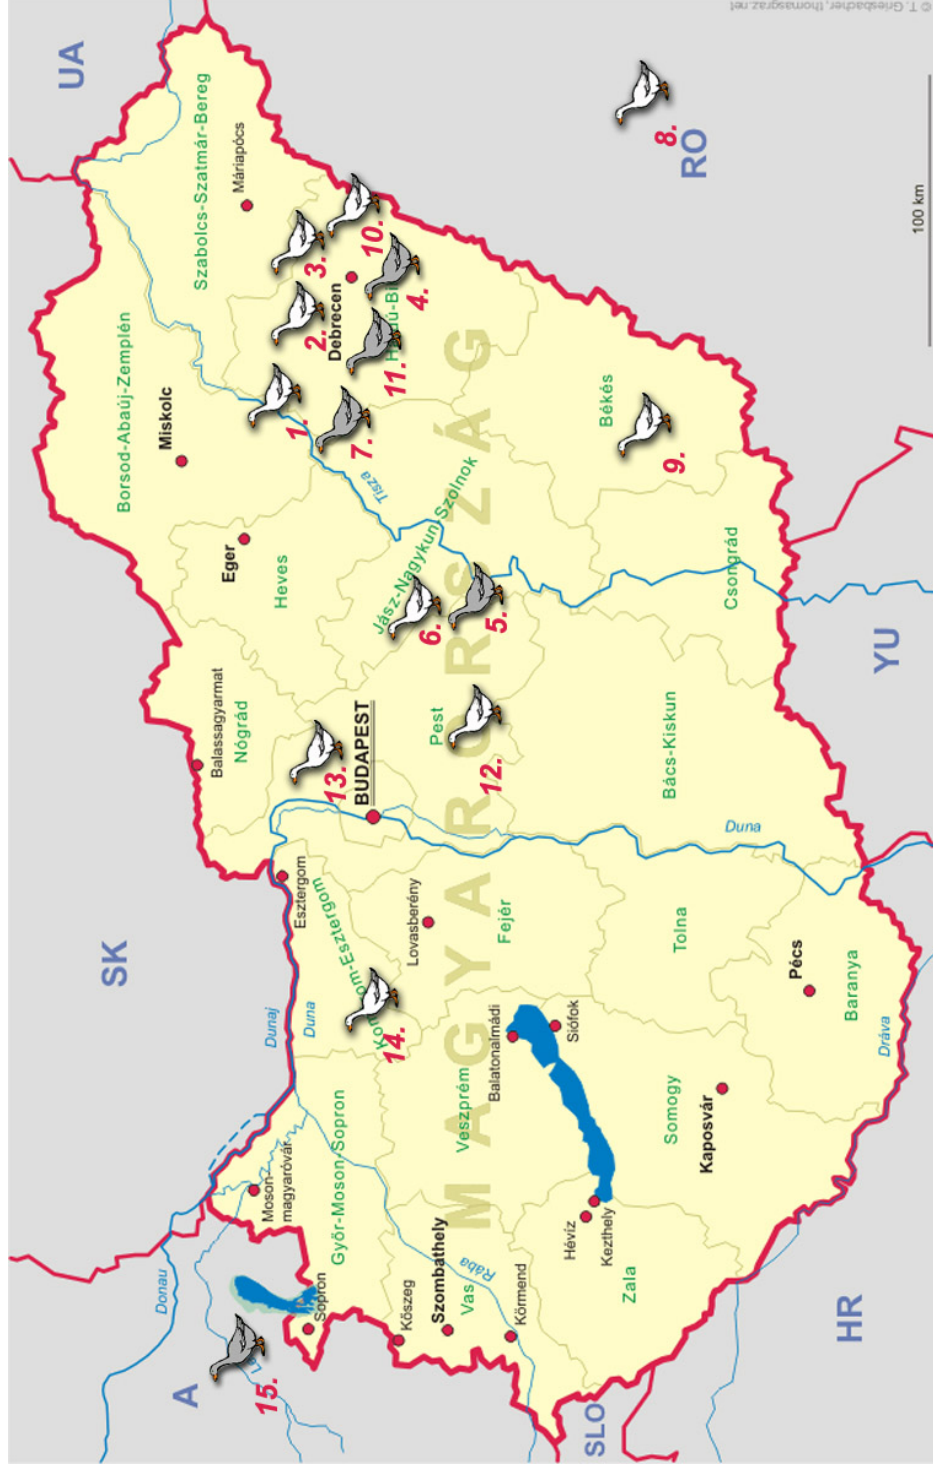 UA
SK
A
SLO
HR
YU
RO
MAGYARORSZÁG
Szabolcs-Szatmár-Bereg
Máriapócs
Borsod-Abaúj-Zemplén
Miskolc
Eger
Heves
Balassagyarmat
Nógrád
BUDAPEST
Pest
Jász-Nagykun-Szolnok
Tisza
Debrecen
Békés
Csongrád
Bács-Kiskun
Duna
Esztergom
Dunaj
Duna
Lovasberény
Fejér
Tolna
Pécs
Baranya
Dráva
Siófok
Balatonalmádi
Veszprém
Somogy
Kaposvár
Moson-
magyaróvár
Győr-Moson-Sopron
Donau
Sopron
Kőszeg
Szombathely
Vas
Rába
Körmend
Hévíz
Kezthely
Zala
1.
2.
3.
4.
5.
6.
7.
8.
9.
10.
11.
12.
13.
14.
15.
100 km
© T. Griesbacher, thomasgraz.net